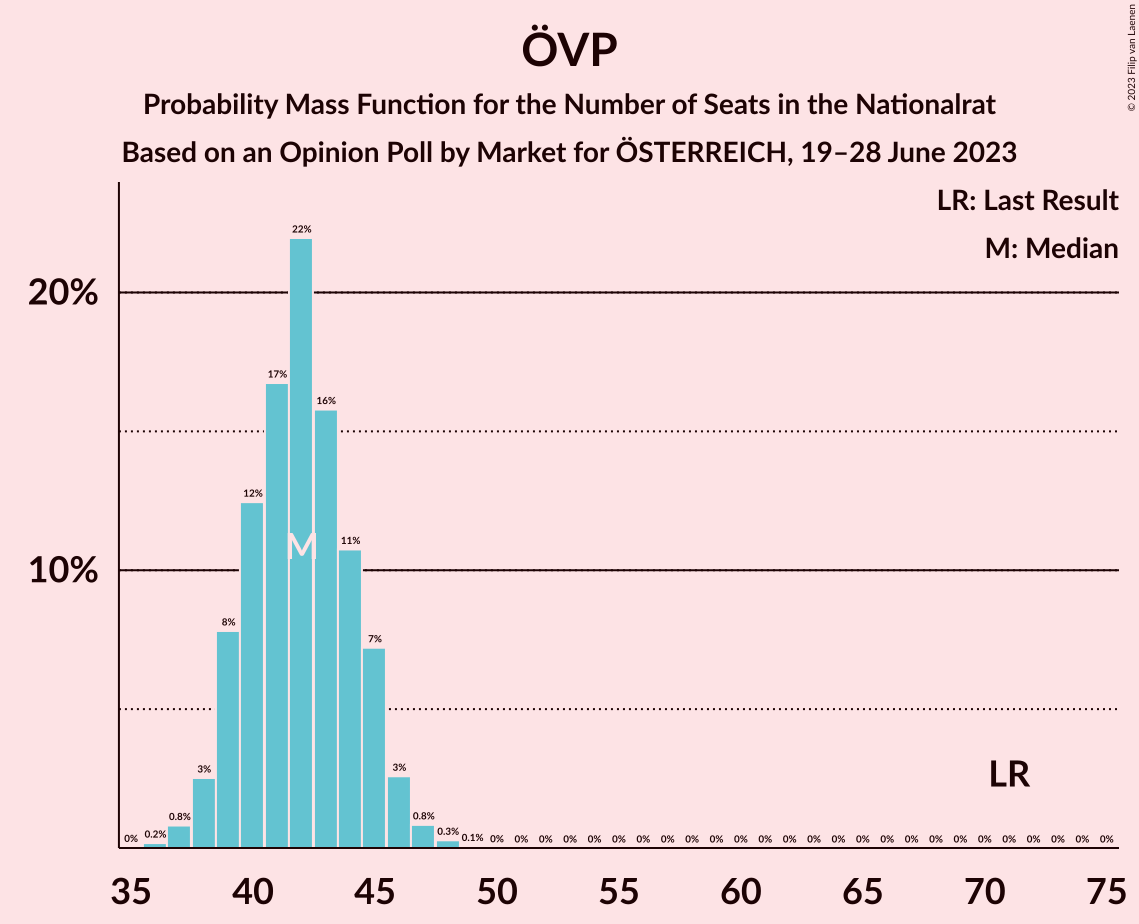 ÖVP
Probability Mass Function for the Number of Seats in the Nationalrat
Based on an Opinion Poll by Market for ÖSTERREICH, 19–28 June 2023
© 2023 Filip van Laenen
LR: Last Result
M: Median
22%
20%
17%
16%
12%
M
11%
10%
8%
7%
LR
3%
3%
0% 0.2% 0.8% 0.8% 0.3% 0.1% 0% 0% 0% 0% 0% 0% 0% 0% 0% 0% 0% 0% 0% 0% 0% 0% 0% 0% 0% 0% 0% 0% 0% 0% 0% 0%
35 40 45 50 55 60 65 70 75